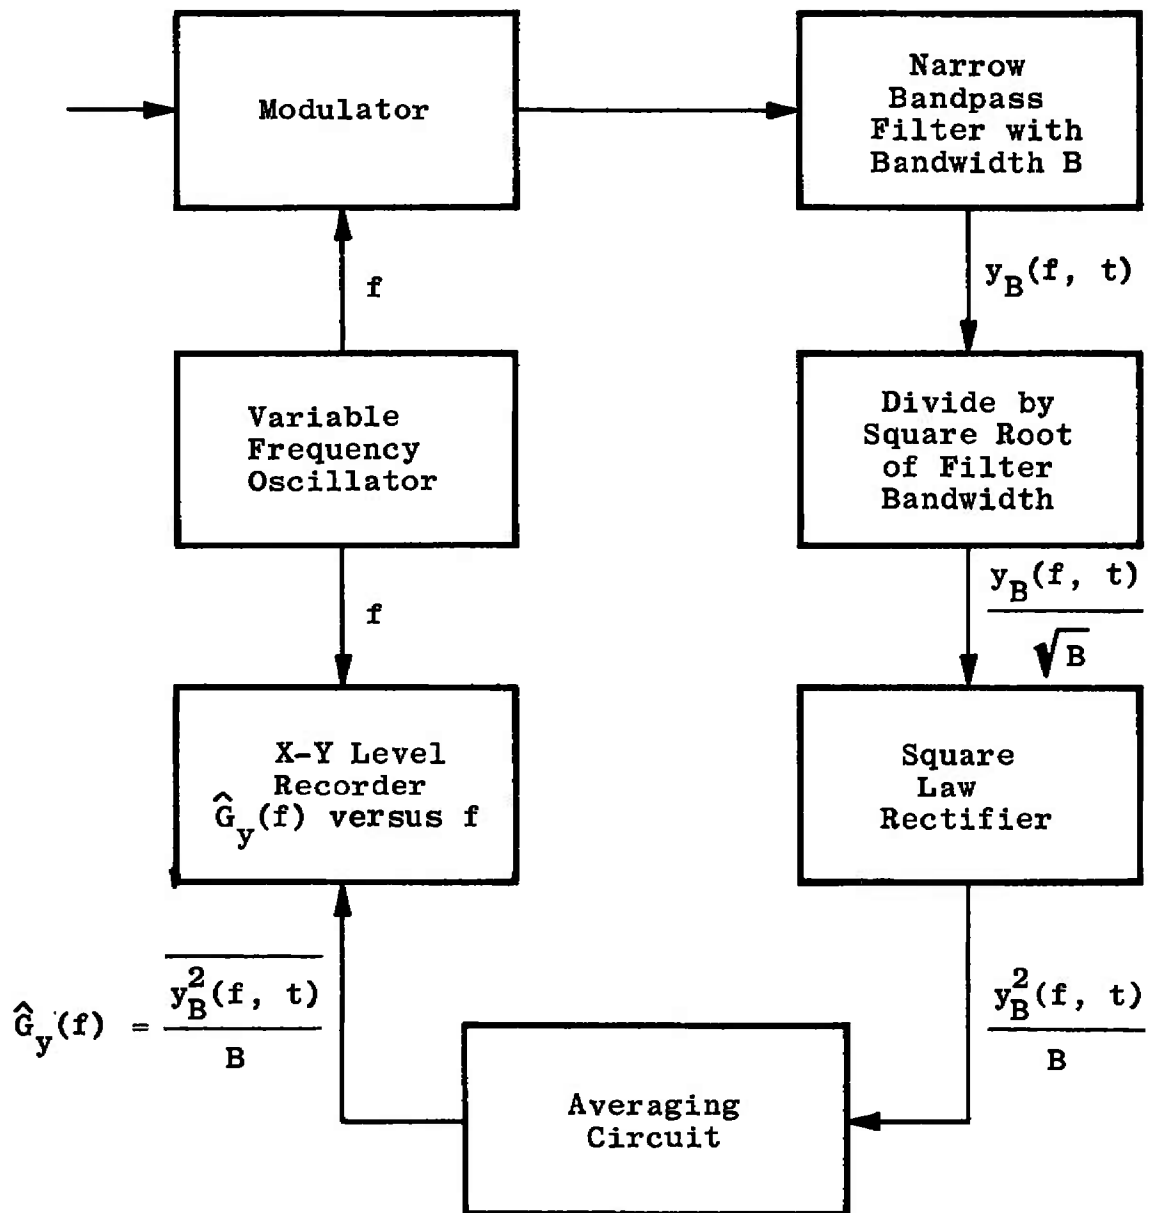 Modulator
Narrow
Bandpass
Filter with
Bandwidth B
f
y_B(f, t)
Variable
Frequency
Oscillator
Divide by
Square Root
of Filter
Bandwidth
f
y_B(f, t)
√B
X-Y Level
Recorder
Ĝ_y(f) versus f
Square
Law
Rectifier
Ĝ_y(f) = \overline{y_B^2(f, t)} / B
y_B^2(f, t)
B
Averaging
Circuit